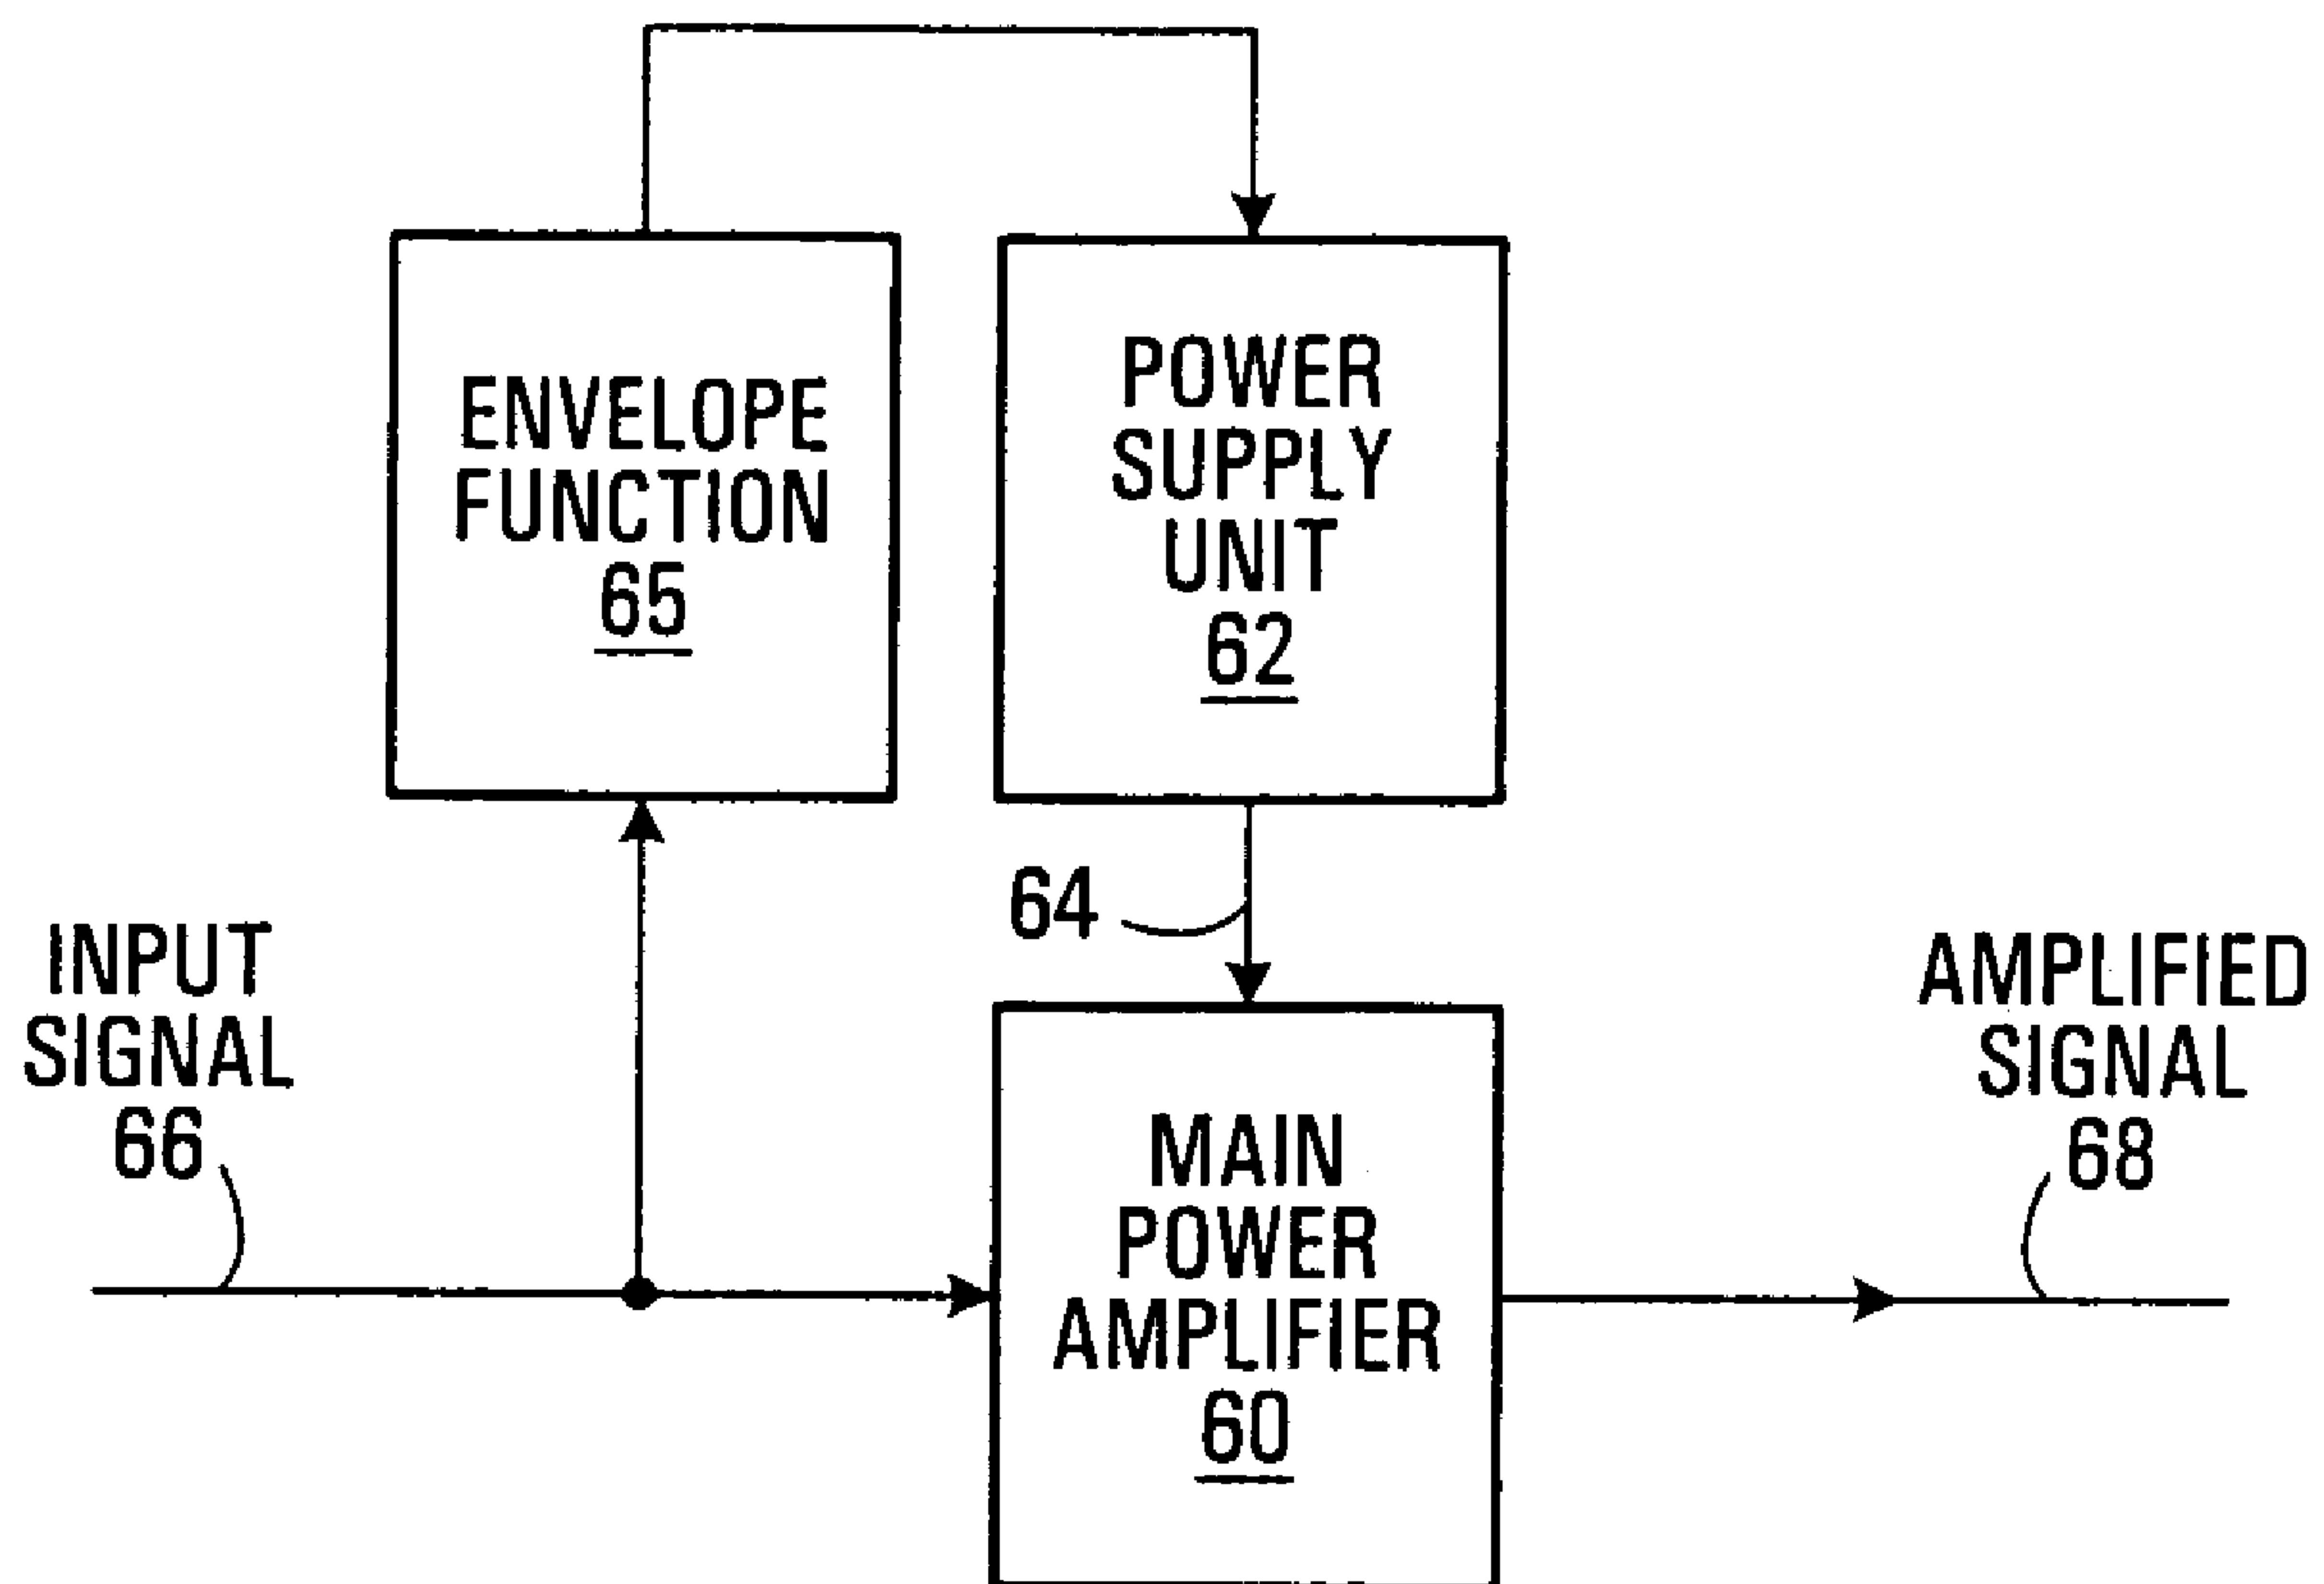 ENVELOPE
FUNCTION
65
POWER
SUPPLY
UNIT
62
64
INPUT
SIGNAL
66
MAIN
POWER
AMPLIFIER
60
AMPLIFIED
SIGNAL
68